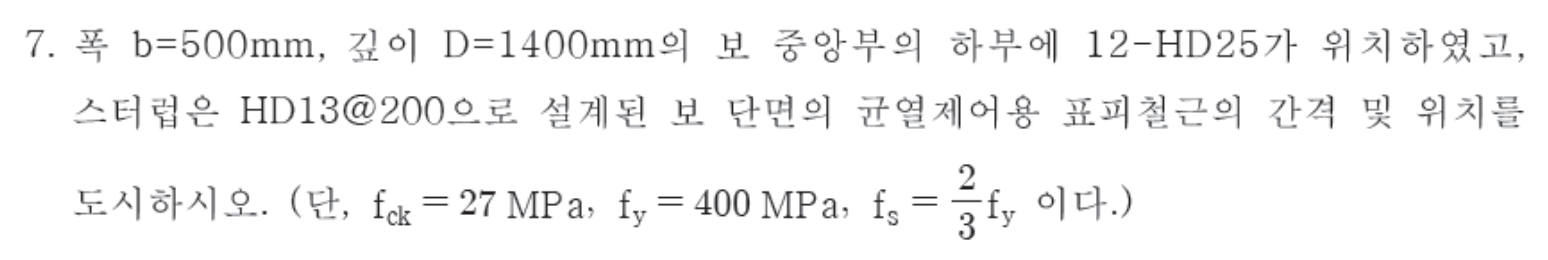 7. 폭 b=500mm, 깊이 D=1400mm의 보 중앙부의 하부에 12-HD25가 위치하였고,
스터럽은 HD13@200으로 설계된 보 단면의 균열제어용 표피철근의 간격 및 위치를
도시하시오. (단, f_ck = 27 MPa, f_y = 400 MPa, f_s = 2/3 f_y 이다.)